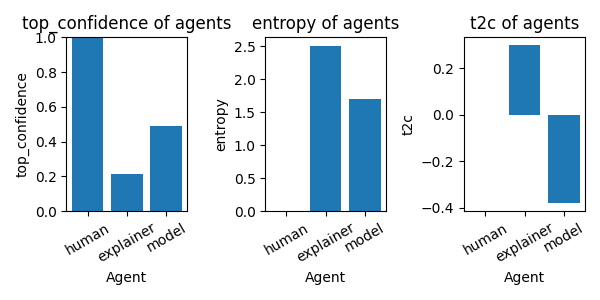 top_confidence of agents
entropy of agents
t2c of agents
top_confidence
1.0
0.8
0.6
0.4
0.2
0.0
human
explainer
model
Agent
entropy
2.5
2.0
1.5
1.0
0.5
0.0
human
explainer
model
Agent
t2c
0.2
0.0
−0.2
−0.4
human
explainer
model
Agent